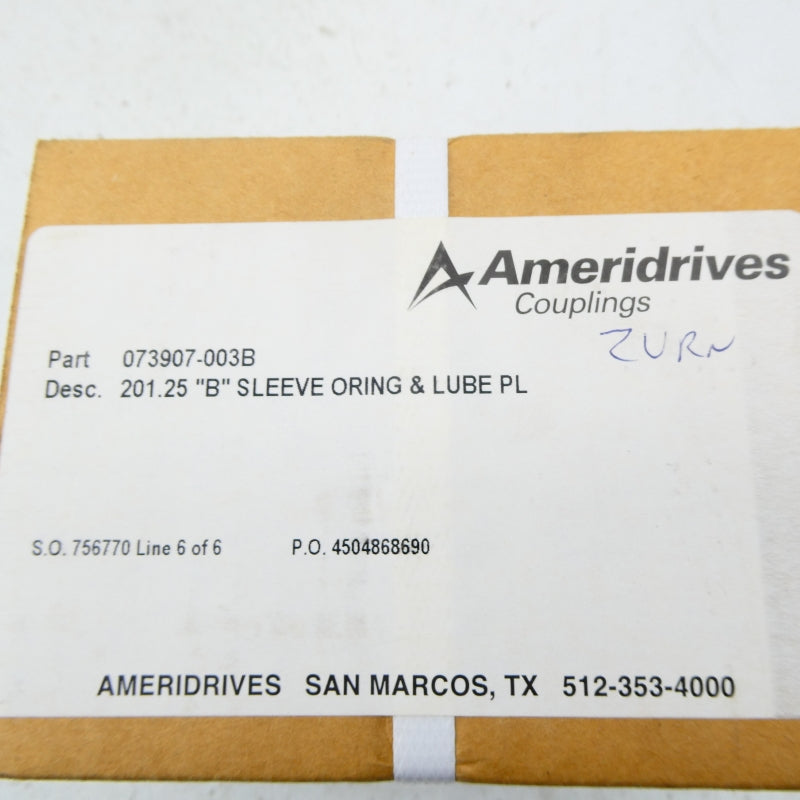 Ameridrives
Couplings
ZURN
Part 073907-003B
Desc. 201.25 "B" SLEEVE ORING & LUBE PL
S.O. 756770 Line 6 of 6 P.O. 4504868690
AMERIDRIVES SAN MARCOS, TX 512-353-4000